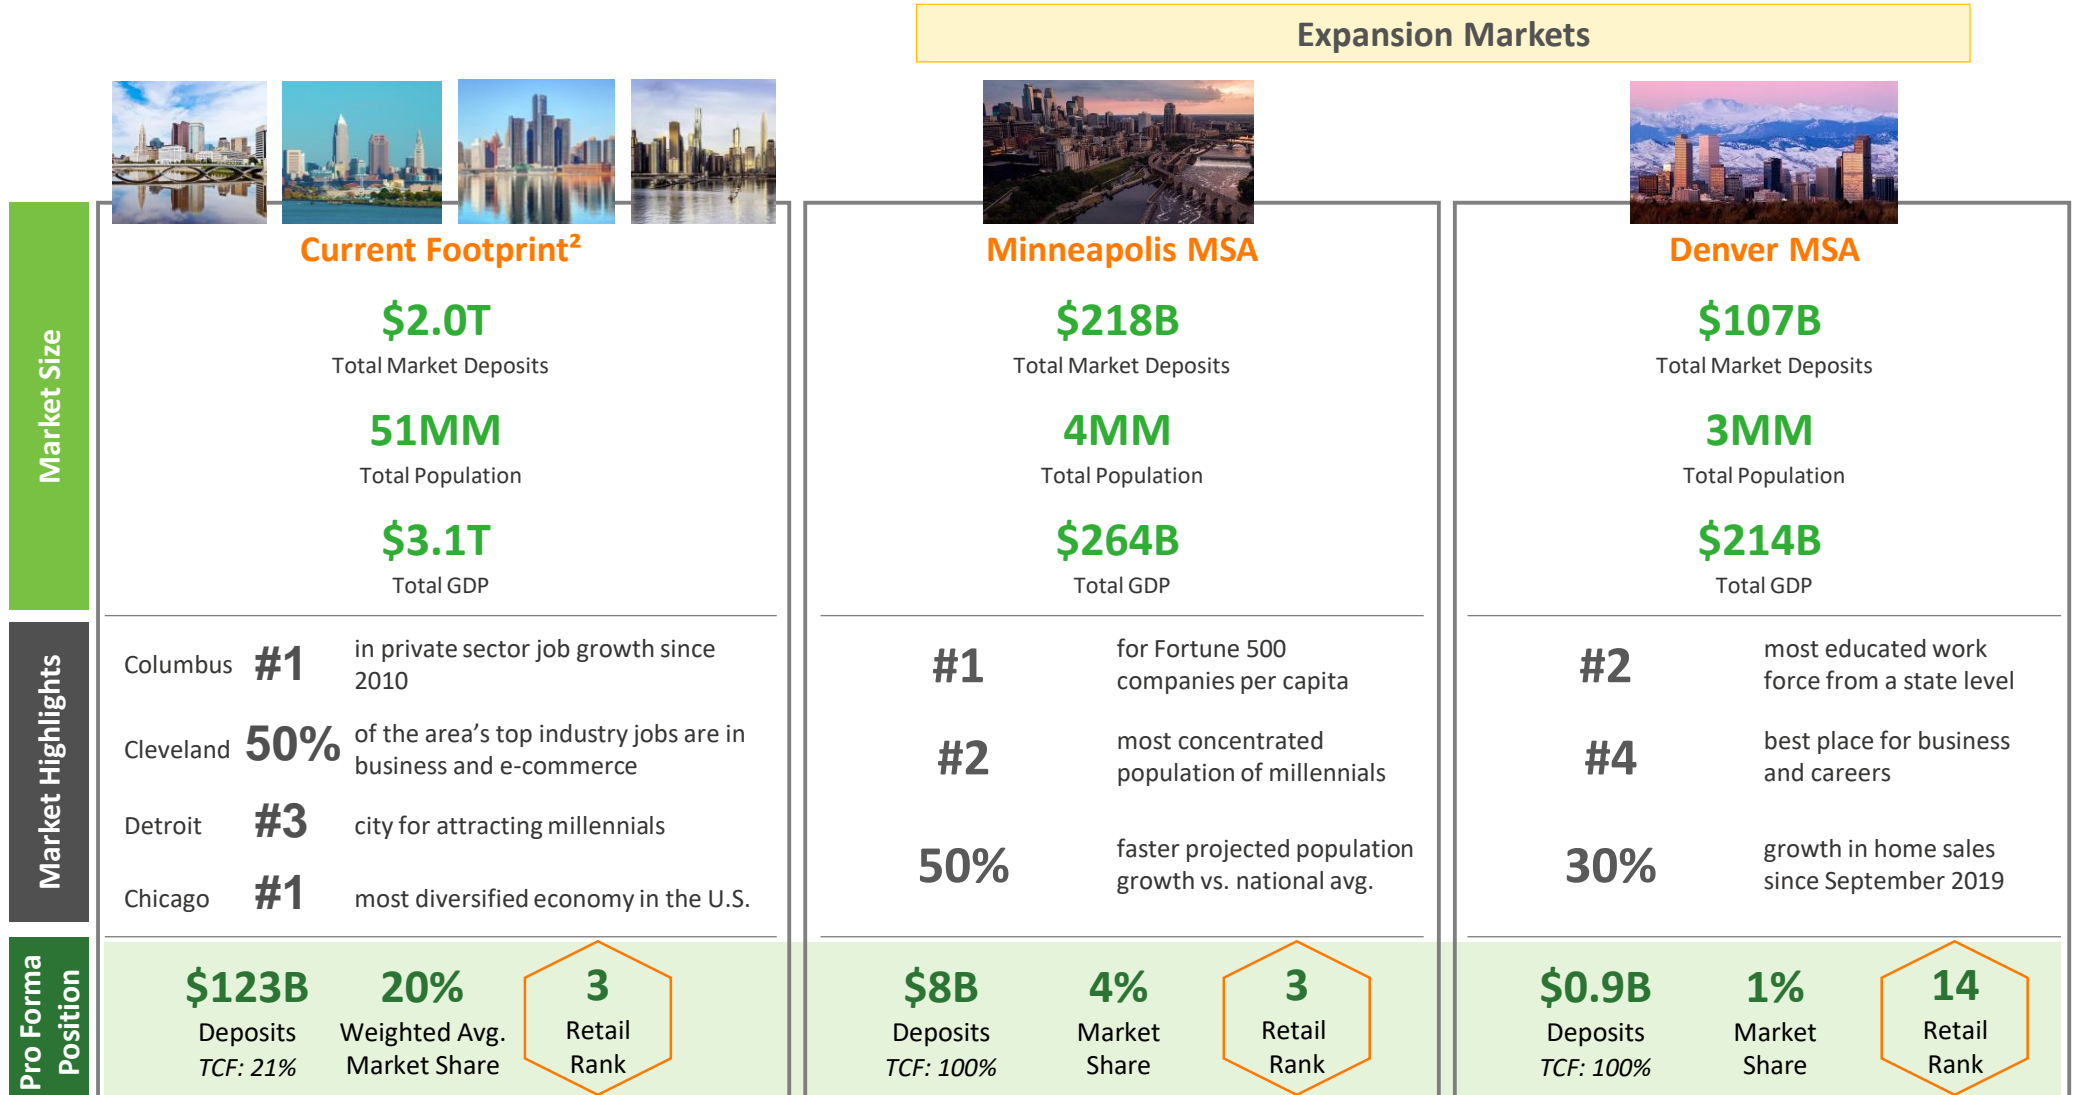 Expansion Markets
Market Size
Current Footprint²
$2.0T
Total Market Deposits
51MM
Total Population
$3.1T
Total GDP
Minneapolis MSA
$218B
Total Market Deposits
4MM
Total Population
$264B
Total GDP
Denver MSA
$107B
Total Market Deposits
3MM
Total Population
$214B
Total GDP
Market Highlights
Columbus #1 in private sector job growth since
2010
Cleveland 50% of the area's top industry jobs are in
business and e-commerce
Detroit #3 city for attracting millennials
Chicago #1 most diversified economy in the U.S.
#1 for Fortune 500
companies per capita
#2 most concentrated
population of millennials
50% faster projected population
growth vs. national avg.
#2 most educated work
force from a state level
#4 best place for business
and careers
30% growth in home sales
since September 2019
Pro Forma
Position
$123B
Deposits
TCF: 21%
20%
Weighted Avg.
Market Share
3
Retail
Rank
$8B
Deposits
TCF: 100%
4%
Market
Share
3
Retail
Rank
$0.9B
Deposits
TCF: 100%
1%
Market
Share
14
Retail
Rank